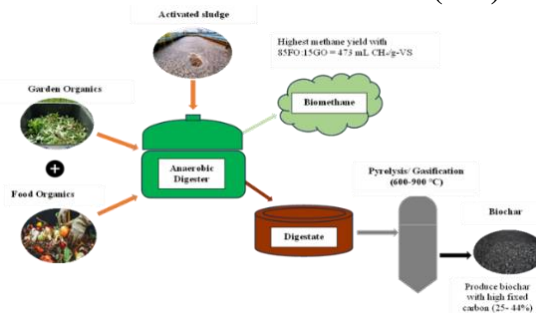 Activated sludge
Highest methane yield with
85FO:15GO = 473 mL CH₄/g-VS
Garden Organics
Biomethane
Anaerobic
Digester
Pyrolysis/ Gasification
(600-900 °C)
Food Organics
Biochar
Digestate
Produce biochar
with high fixed
carbon (25- 44%)